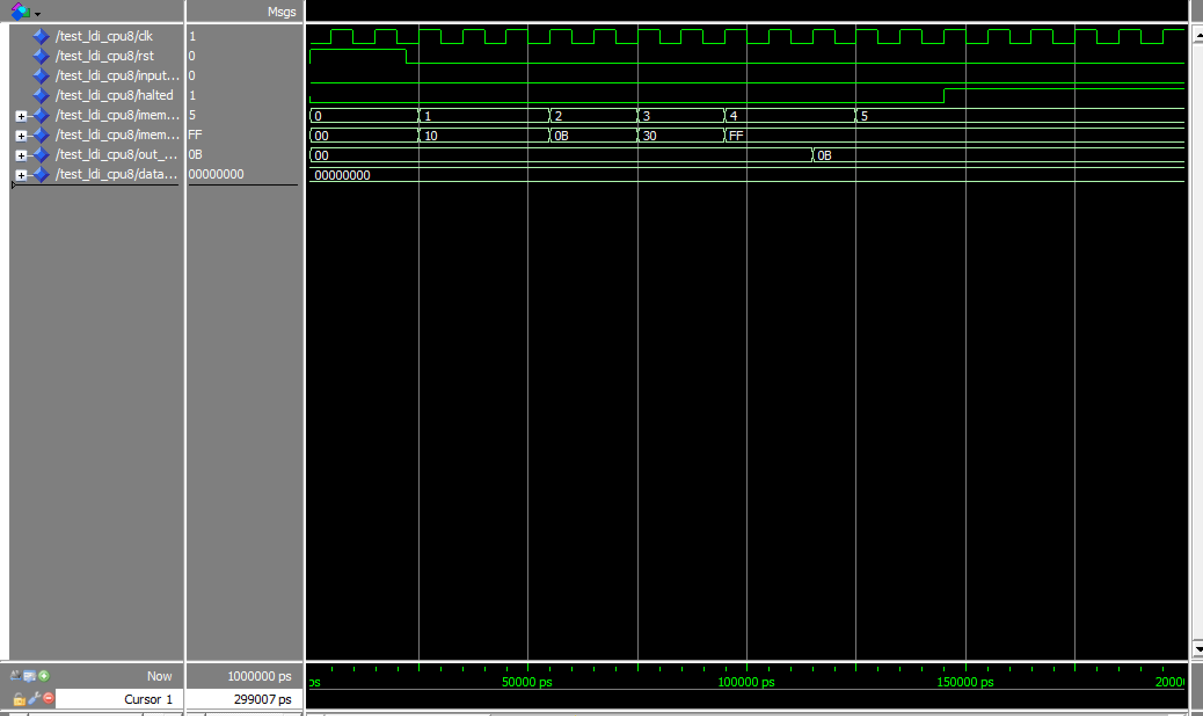 Msgs
/test_ldi_cpu8/clk 1
/test_ldi_cpu8/rst 0
/test_ldi_cpu8/input... 0
/test_ldi_cpu8/halted 1
/test_ldi_cpu8/imem... 5 0 1 2 3 4 5
/test_ldi_cpu8/imem... FF 00 10 0B 30 FF
/test_ldi_cpu8/out_... 0B 00 0B
/test_ldi_cpu8/data... 00000000 00000000
Now 1000000 ps ps 50000 ps 100000 ps 150000 ps 20000
Cursor 1 299007 ps